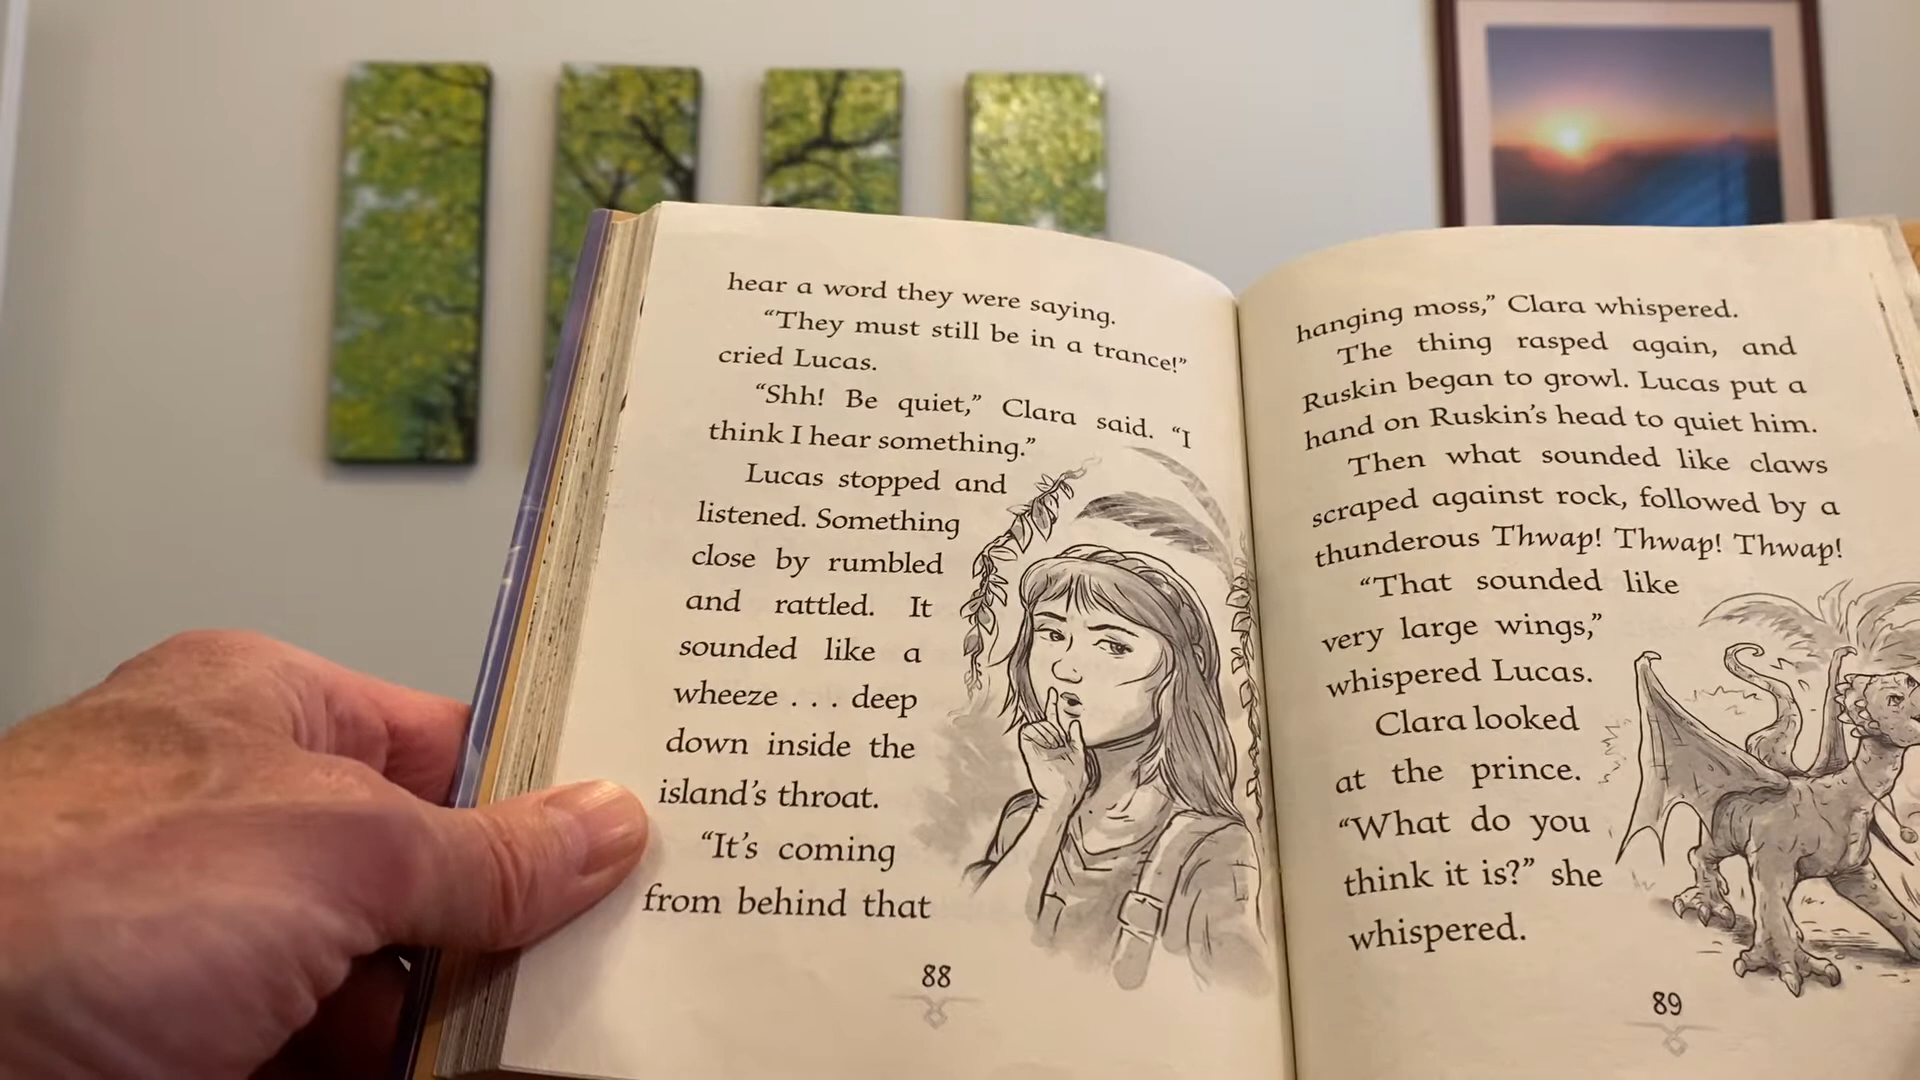 hear a word they were saying.
“They must still be in a trance!”
cried Lucas.
“Shh! Be quiet,” Clara said. “I
think I hear something.”
Lucas stopped and
listened. Something
close by rumbled
and rattled. It
sounded like a
wheeze . . . deep
down inside the
island’s throat.
“It’s coming
from behind that
88
hanging moss,” Clara whispered.
The thing rasped again, and
Ruskin began to growl. Lucas put a
hand on Ruskin’s head to quiet him.
Then what sounded like claws
scraped against rock, followed by a
thunderous Thwap! Thwap! Thwap!
“That sounded like
very large wings,”
whispered Lucas.
Clara looked
at the prince.
“What do you
think it is?” she
whispered.
89